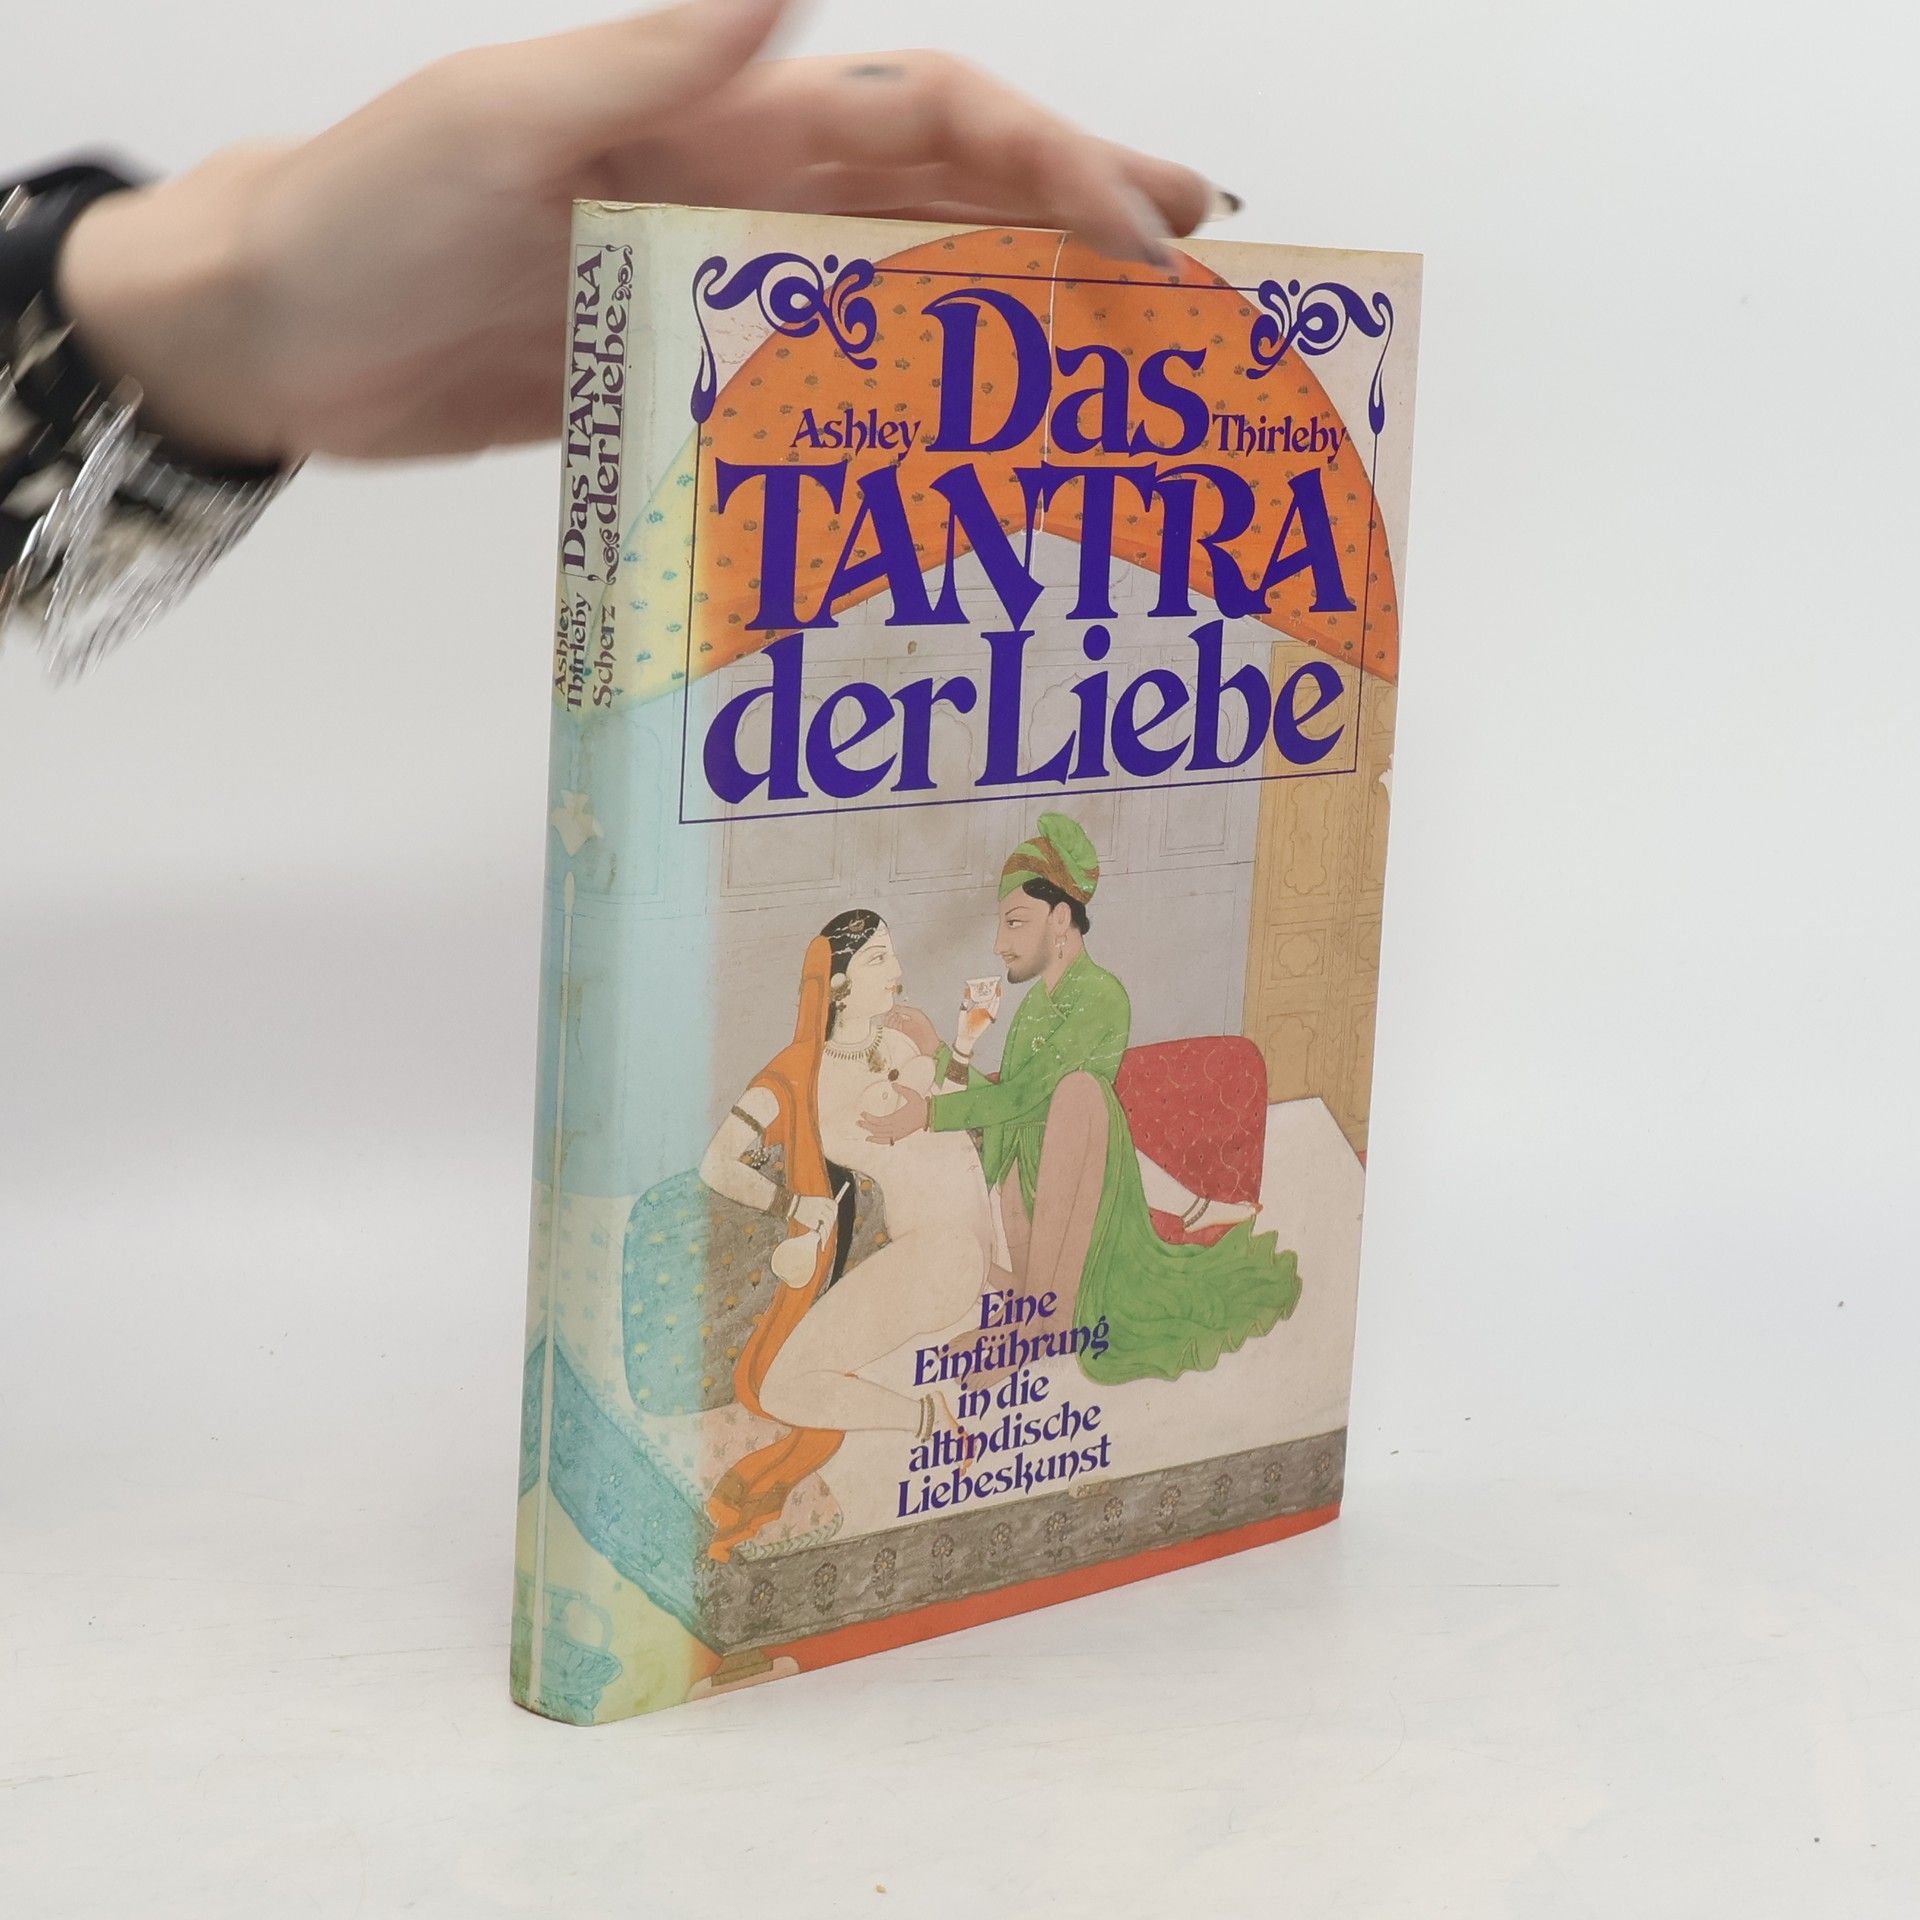 Das TANTRA
der Liebe
Ashley
Thirleby
Scherz
Das
Ashley Thirleby
TANTRA
der Liebe
Eine
Einführung
in die
altindische
Liebeskunst